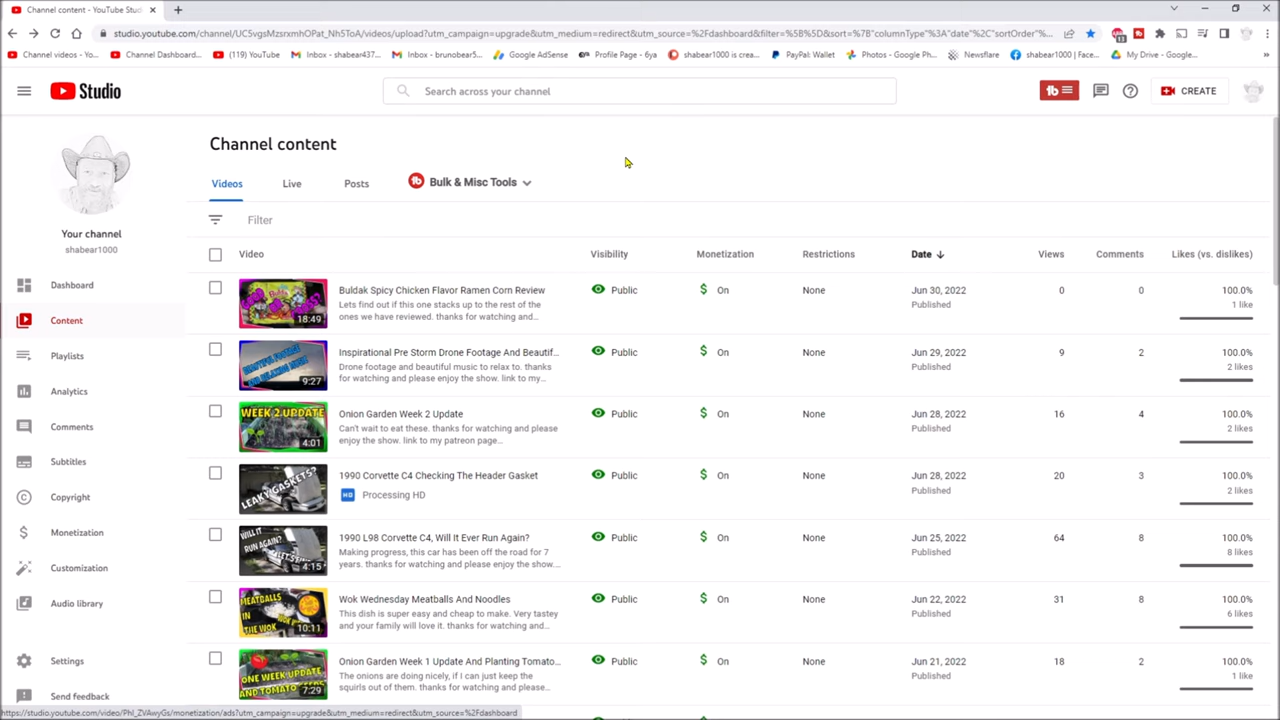 Channel content - YouTube Stud
studio.youtube.com/channel/UC5vgsMzsrxmhOPat_Nh5ToA/videos/upload?utm_campaign=upgrade&utm_medium=redirect&utm_source=%2Fdashboard&filter=%5B%5D&sort=%7B"columnType"%3A"date"%2C"sortOrder"%...
Channel videos - Yo... Channel Dashboard... (119) YouTube Inbox - shabear437... Inbox - brunobear5... Google AdSense Profile Page - 6ya shabear1000 is crea... PayPal Wallet Photos - Google Ph... Newsflare shabear1000 | Face... My Drive - Google... »
Studio
Search across your channel
tb
CREATE
Channel content
Videos Live Posts tb Bulk & Misc Tools
Filter
Your channel
shabear1000
Dashboard
Content
Playlists
Analytics
Comments
Subtitles
Copyright
Monetization
Customization
Audio library
Settings
Send feedback
Video Visibility Monetization Restrictions Date Views Comments Likes (vs. dislikes)
18:49
Buldak Spicy Chicken Flavor Ramen Corn Review Public $ On None Jun 30, 2022 0 0 100.0%
Lets find out if this one stacks up to the rest of the Published 1 like
ones we have reviewed. thanks for watching and...
9:27
Inspirational Pre Storm Drone Footage And Beautif... Public $ On None Jun 29, 2022 9 2 100.0%
Drone footage and beautiful music to relax to. thanks Published 2 likes
for watching and please enjoy the show. link to my...
WEEK 2 UPDATE
4:01
Onion Garden Week 2 Update Public $ On None Jun 28, 2022 16 4 100.0%
Can't wait to eat these. thanks for watching and please Published 2 likes
enjoy the show. link to my patreon page...
LEAKY GASKETS?
1990 Corvette C4 Checking The Header Gasket Public $ On None Jun 28, 2022 20 3 100.0%
HD Processing HD Published 2 likes
WILL IT
RUN AGAIN?
4:15
1990 L98 Corvette C4, Will It Ever Run Again? Public $ On None Jun 25, 2022 64 8 100.0%
Making progress, this car has been off the road for 7 Published 8 likes
years. thanks for watching and please enjoy the show....
MEATBALLS
IN
THE WOK
10:11
Wok Wednesday Meatballs And Noodles Public $ On None Jun 22, 2022 31 8 100.0%
This dish is super easy and cheap to make. Very tastey Published 6 likes
and your family will love it. thanks for watching and...
ONE WEEK UPDATE
AND TOMATO
7:29
Onion Garden Week 1 Update And Planting Tomato... Public $ On None Jun 21, 2022 18 2 100.0%
The onions are doing nicely, if I can just keep the Published 1 like
squirls out of them. thanks for watching and please...
https://studio.youtube.com/video/PhI_ZVAwyGs/monetization/ads?utm_campaign=upgrade&utm_medium=redirect&utm_source=%2Fdashboard